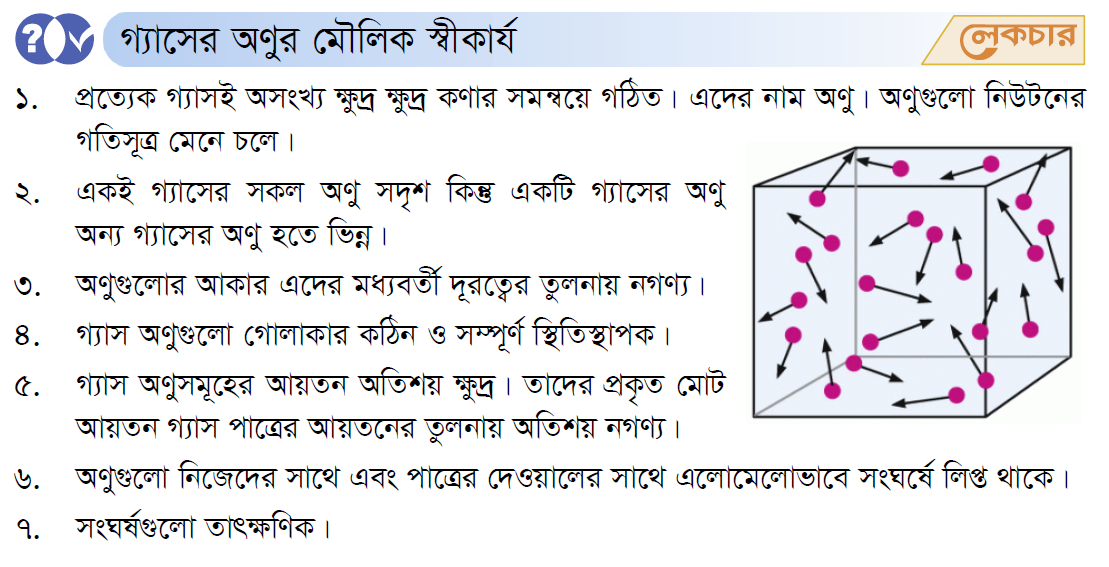 গ্যাসের অণুর মৌলিক স্বীকার্য
লেকচার
১. প্রত্যেক গ্যাসই অসংখ্য ক্ষুদ্র ক্ষুদ্র কণার সমন্বয়ে গঠিত। এদের নাম অণু। অণুগুলো নিউটনের
গতিসূত্র মেনে চলে।
২. একই গ্যাসের সকল অণু সদৃশ কিন্তু একটি গ্যাসের অণু
অন্য গ্যাসের অণু হতে ভিন্ন।
৩. অণুগুলোর আকার এদের মধ্যবর্তী দূরত্বের তুলনায় নগণ্য।
৪. গ্যাস অণুগুলো গোলাকার কঠিন ও সম্পূর্ণ স্থিতিস্থাপক।
৫. গ্যাস অণুসমূহের আয়তন অতিশয় ক্ষুদ্র। তাদের প্রকৃত মোট
আয়তন গ্যাস পাত্রের আয়তনের তুলনায় অতিশয় নগণ্য।
৬. অণুগুলো নিজেদের সাথে এবং পাত্রের দেওয়ালের সাথে এলোমেলোভাবে সংঘর্ষে লিপ্ত থাকে।
৭. সংঘর্ষগুলো তাৎক্ষণিক।